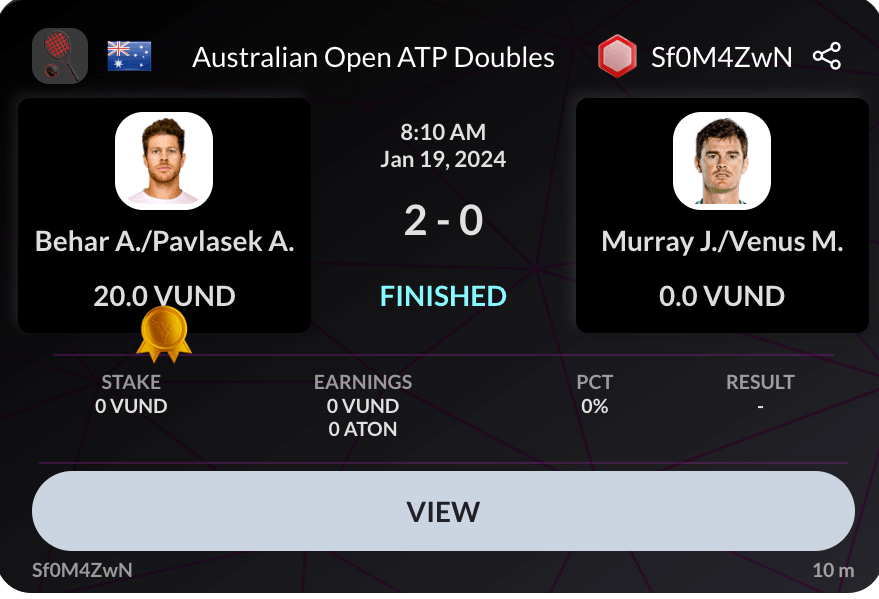 Australian Open ATP Doubles
Sf0M4ZwN
8:10 AM
Jan 19, 2024
2 - 0
Behar A./Pavlasek A.
Murray J./Venus M.
20.0 VUND
FINISHED
0.0 VUND
STAKE
0 VUND
EARNINGS
0 VUND
0 ATON
PCT
0%
RESULT
-
VIEW
Sf0M4ZwN
10 m